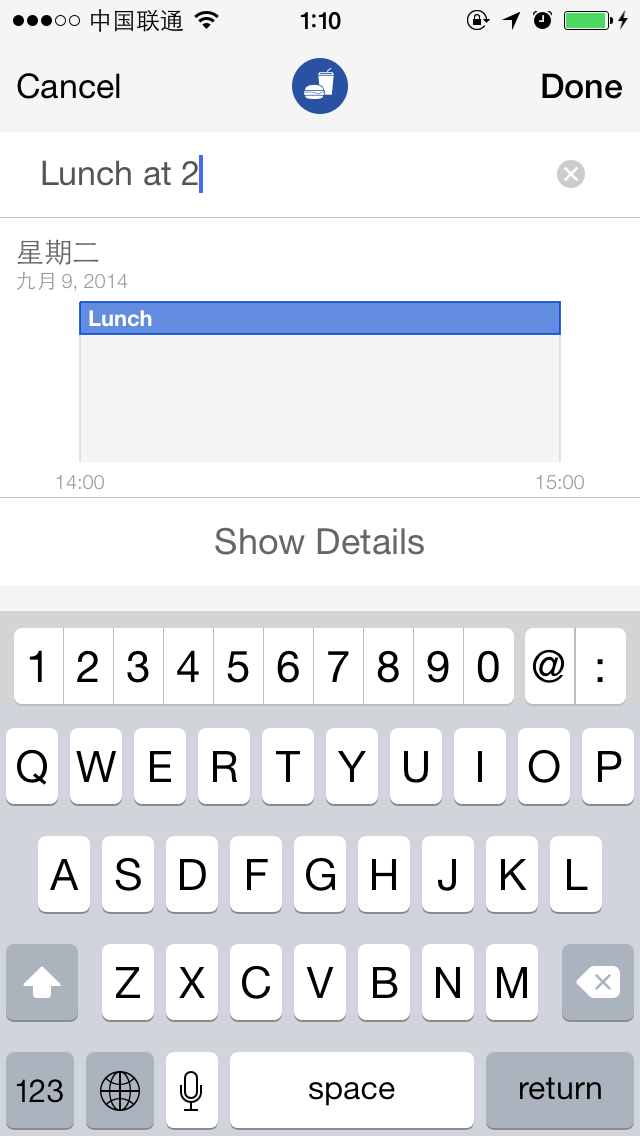 中国联通 1:10
Cancel Done
Lunch at 2
星期二
九月 9, 2014
Lunch
14:00 15:00
Show Details
1 2 3 4 5 6 7 8 9 0 @ :
Q W E R T Y U I O P
A S D F G H J K L
Z X C V B N M
123 space return